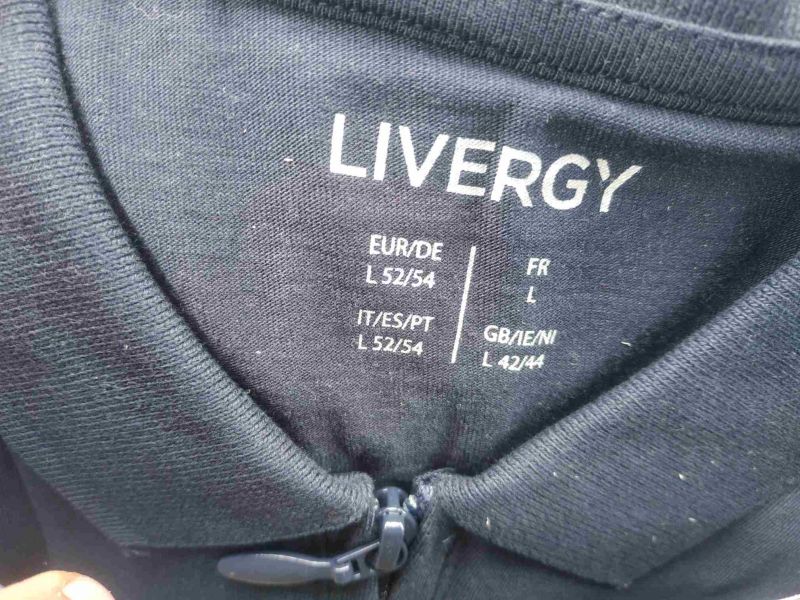 LIVERGY
EUR/DE
L 52/54
IT/ES/PT
L 52/54
FR
L
GB/IE/NI
L 42/44